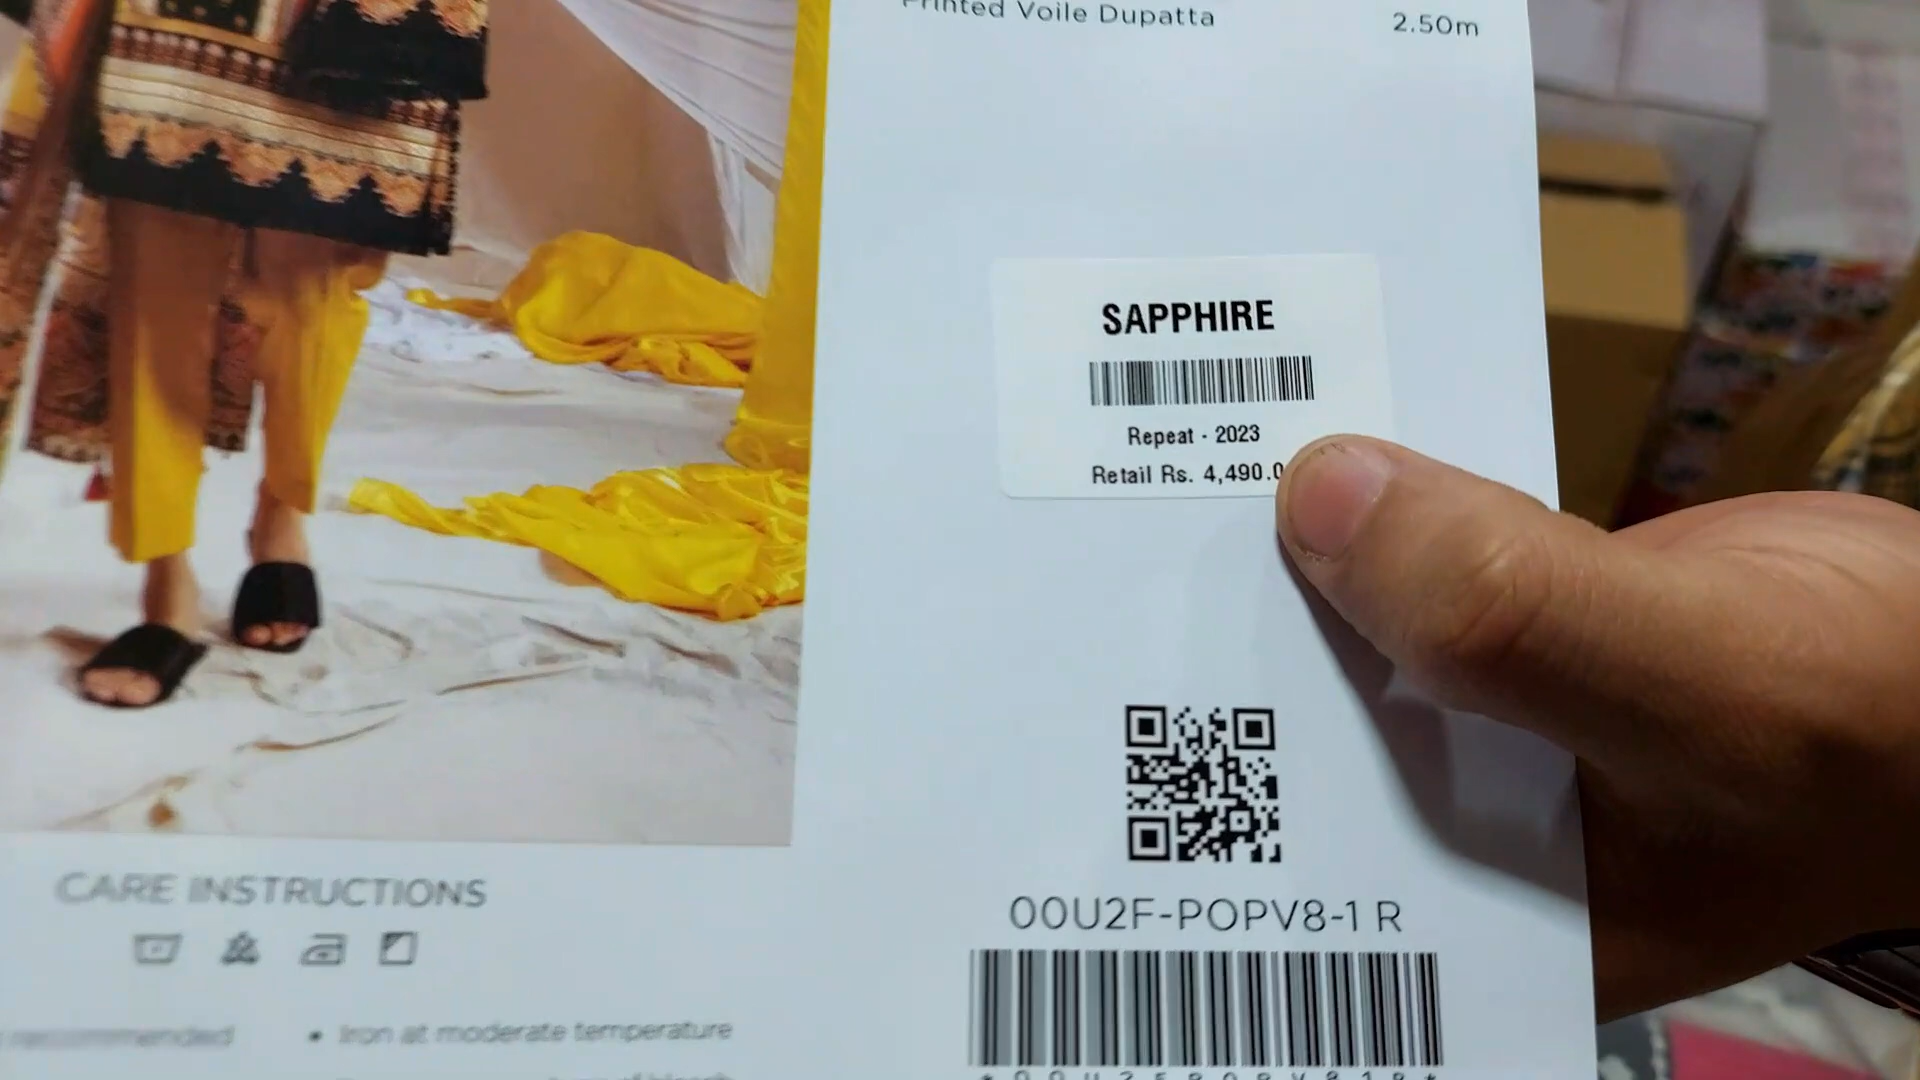 Printed Voile Dupatta 2.50m
SAPPHIRE
Repeat - 2023
Retail Rs. 4,490.0
00U2F-POPV8-1 R
CARE INSTRUCTIONS
recommended
• Iron at moderate temperature